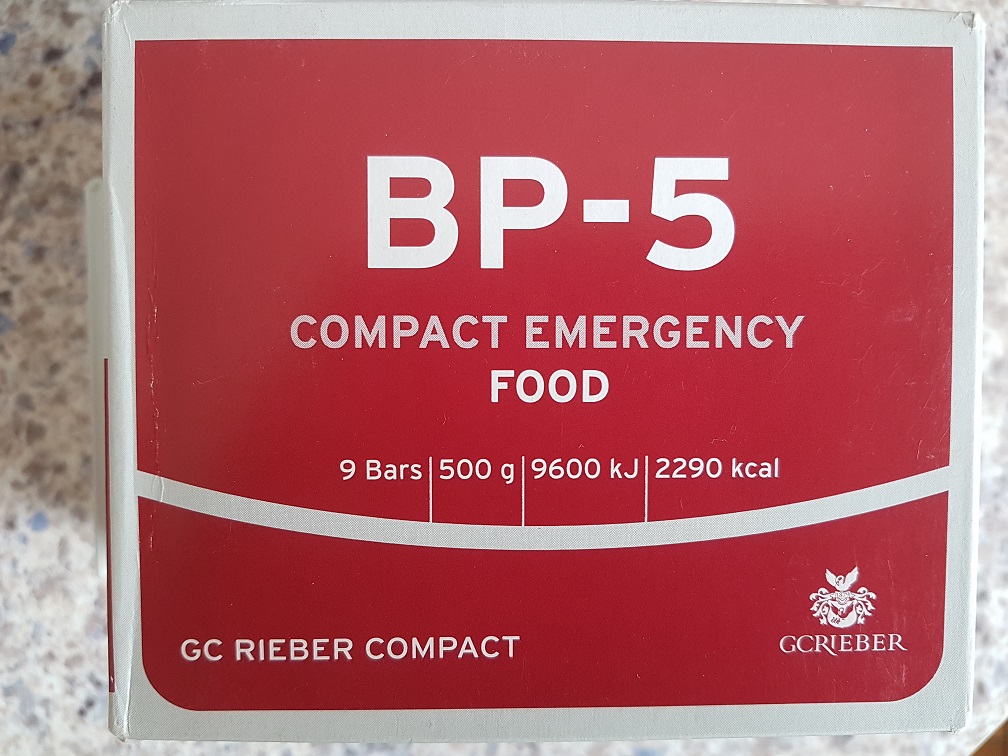 BP-5
COMPACT EMERGENCY
FOOD
9 Bars 500 g 9600 kJ 2290 kcal
GC RIEBER COMPACT
GCRIEBER